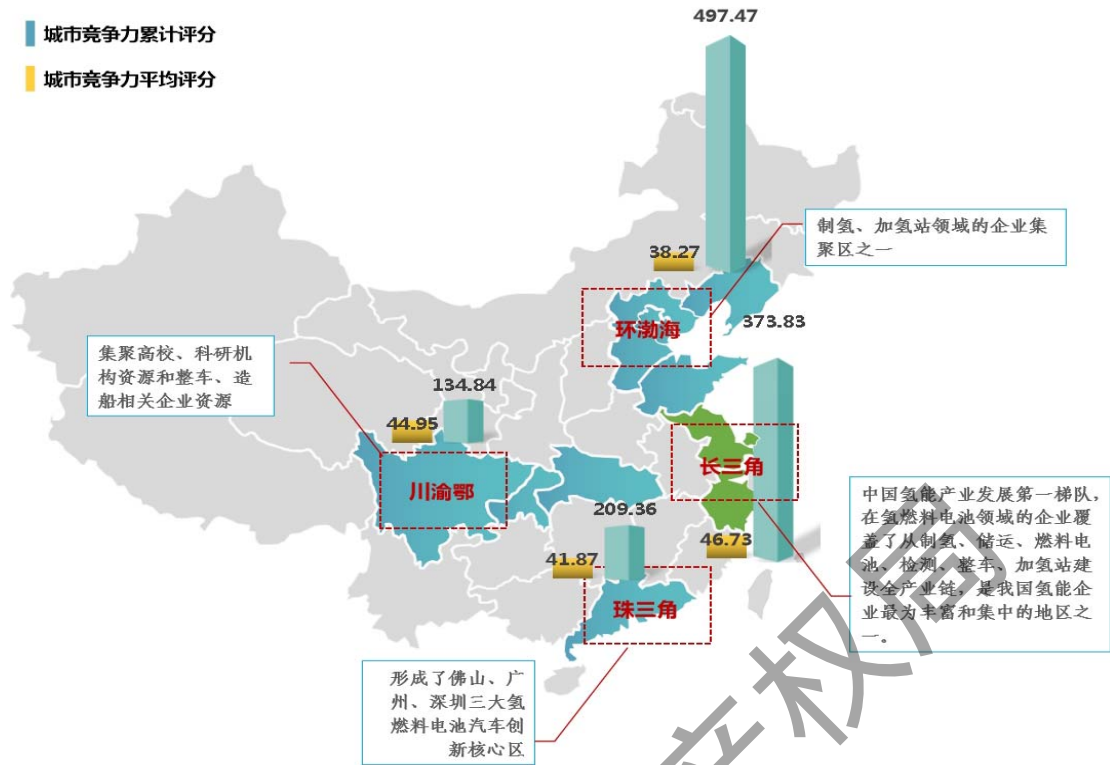 城市竞争力累计评分
城市竞争力平均评分
497.47
制氢、加氢站领域的企业集
聚区之一
38.27
环渤海
373.83
集聚高校、科研机
构资源和整车、造
船相关企业资源
134.84
44.95
川渝鄂
长三角
中国氢能产业发展第一梯队，
在氢燃料电池领域的企业覆
盖了从制氢、储运、燃料电
池、检测、整车、加氢站建
设全产业链，是我国氢能企
业最为丰富和集中的地区之
一。
209.36
46.73
41.87
珠三角
形成了佛山、广
州、深圳三大氢
燃料电池汽车创
新核心区
产权局